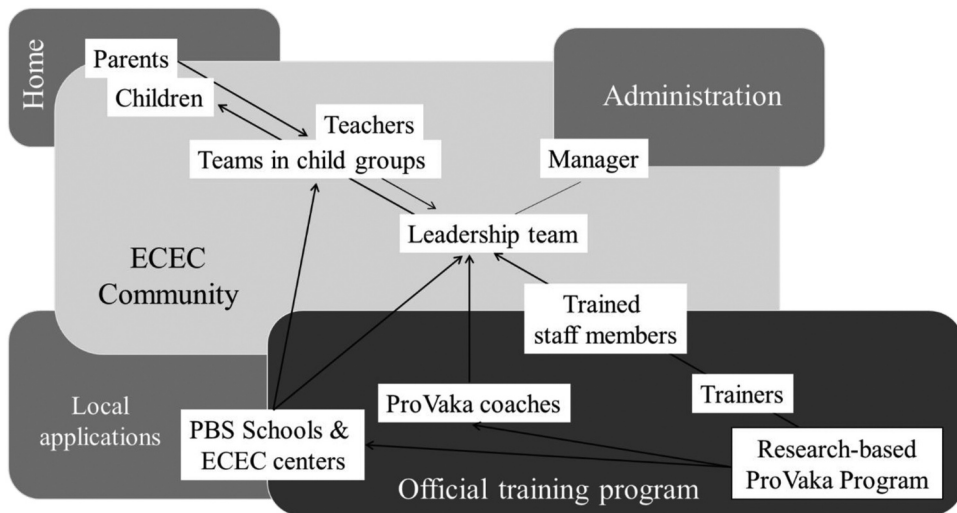 Home
Parents
Children
Teachers
Teams in child groups
Administration
Manager
Leadership team
ECEC
Community
Trained
staff members
Local
applications
PBS Schools &
ECEC centers
ProVaka coaches
Trainers
Research-based
ProVaka Program
Official training program